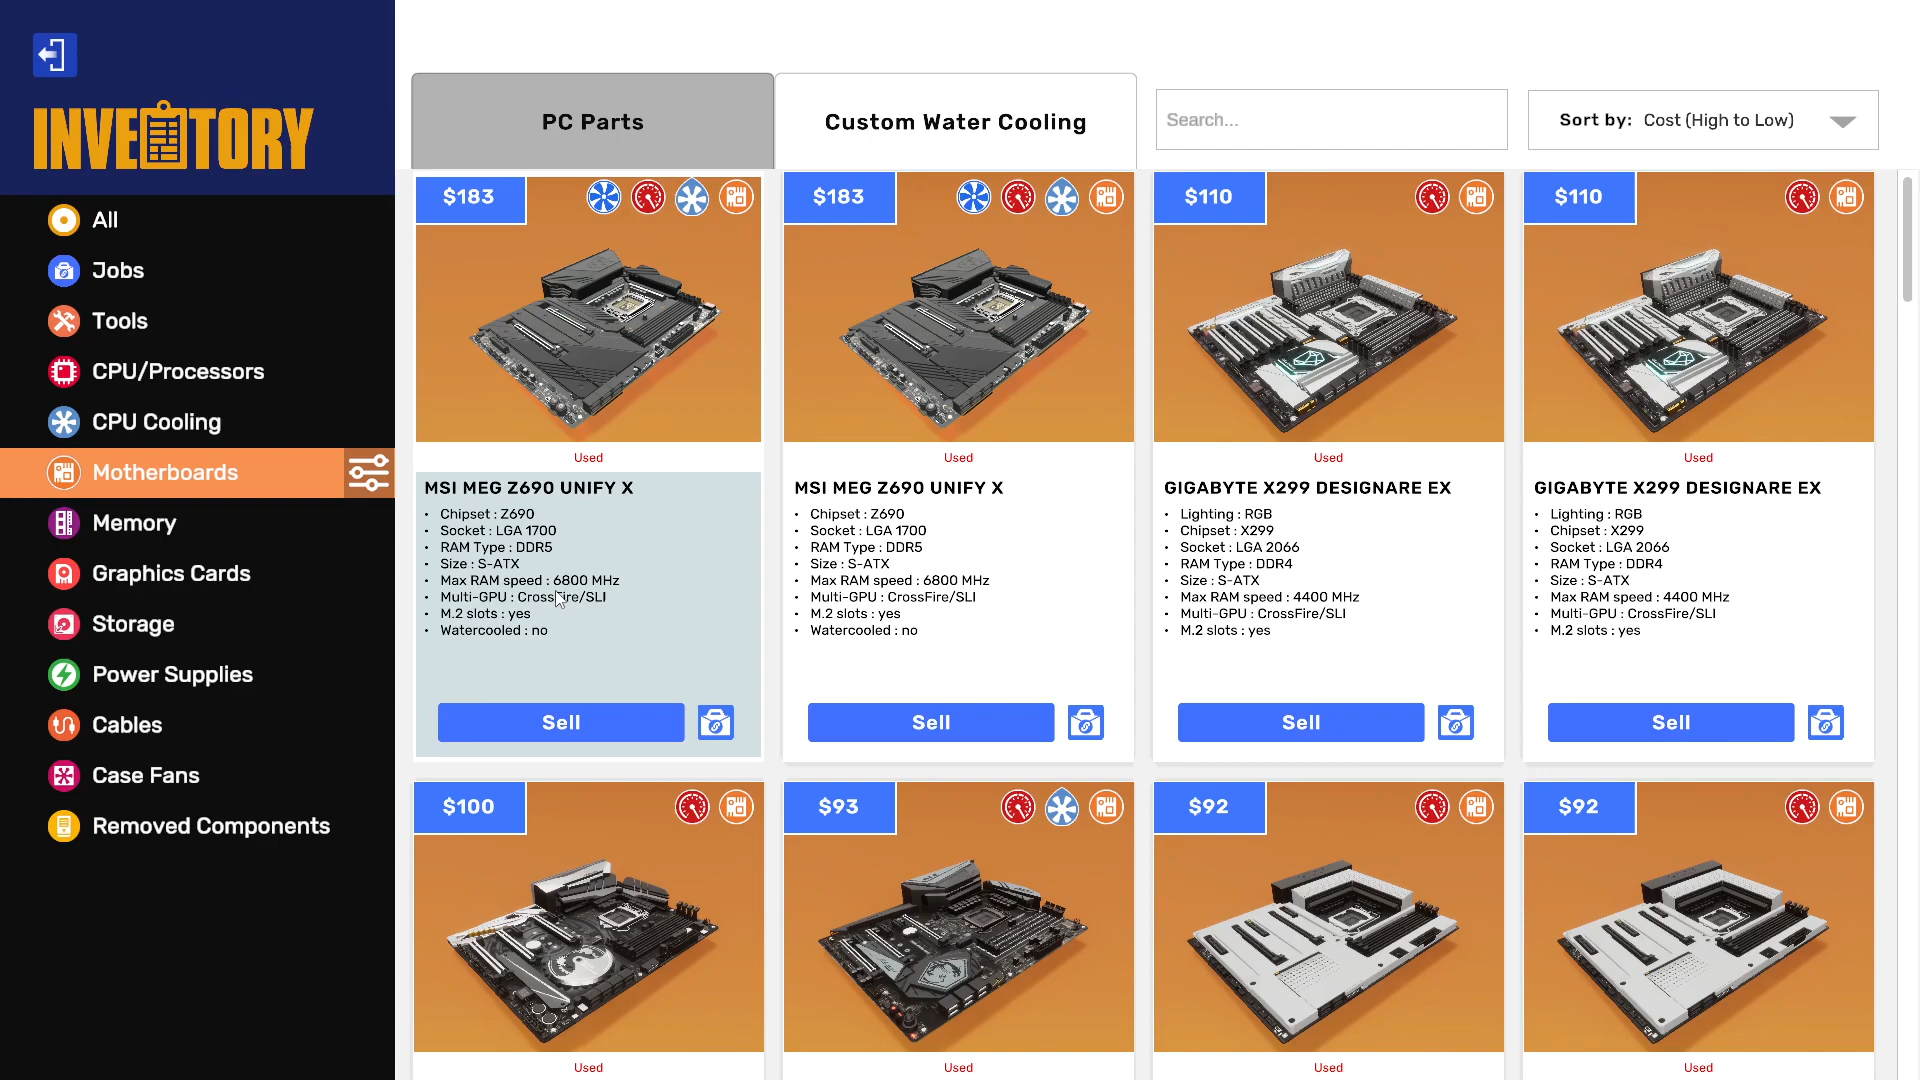 INVENTORY
All
Jobs
Tools
CPU/Processors
CPU Cooling
Motherboards
Memory
Graphics Cards
Storage
Power Supplies
Cables
Case Fans
Removed Components
PC Parts
Custom Water Cooling
Search...
Sort by: Cost (High to Low)
$183
Used
MSI MEG Z690 UNIFY X
• Chipset : Z690
• Socket : LGA 1700
• RAM Type : DDR5
• Size : S-ATX
• Max RAM speed : 6800 MHz
• Multi-GPU : CrossFire/SLI
• M.2 slots : yes
• Watercooled : no
Sell
$183
Used
MSI MEG Z690 UNIFY X
• Chipset : Z690
• Socket : LGA 1700
• RAM Type : DDR5
• Size : S-ATX
• Max RAM speed : 6800 MHz
• Multi-GPU : CrossFire/SLI
• M.2 slots : yes
• Watercooled : no
Sell
$110
Used
GIGABYTE X299 DESIGNARE EX
• Lighting : RGB
• Chipset : X299
• Socket : LGA 2066
• RAM Type : DDR4
• Size : S-ATX
• Max RAM speed : 4400 MHz
• Multi-GPU : CrossFire/SLI
• M.2 slots : yes
Sell
$110
Used
GIGABYTE X299 DESIGNARE EX
• Lighting : RGB
• Chipset : X299
• Socket : LGA 2066
• RAM Type : DDR4
• Size : S-ATX
• Max RAM speed : 4400 MHz
• Multi-GPU : CrossFire/SLI
• M.2 slots : yes
Sell
$100
Used
$93
Used
$92
Used
$92
Used